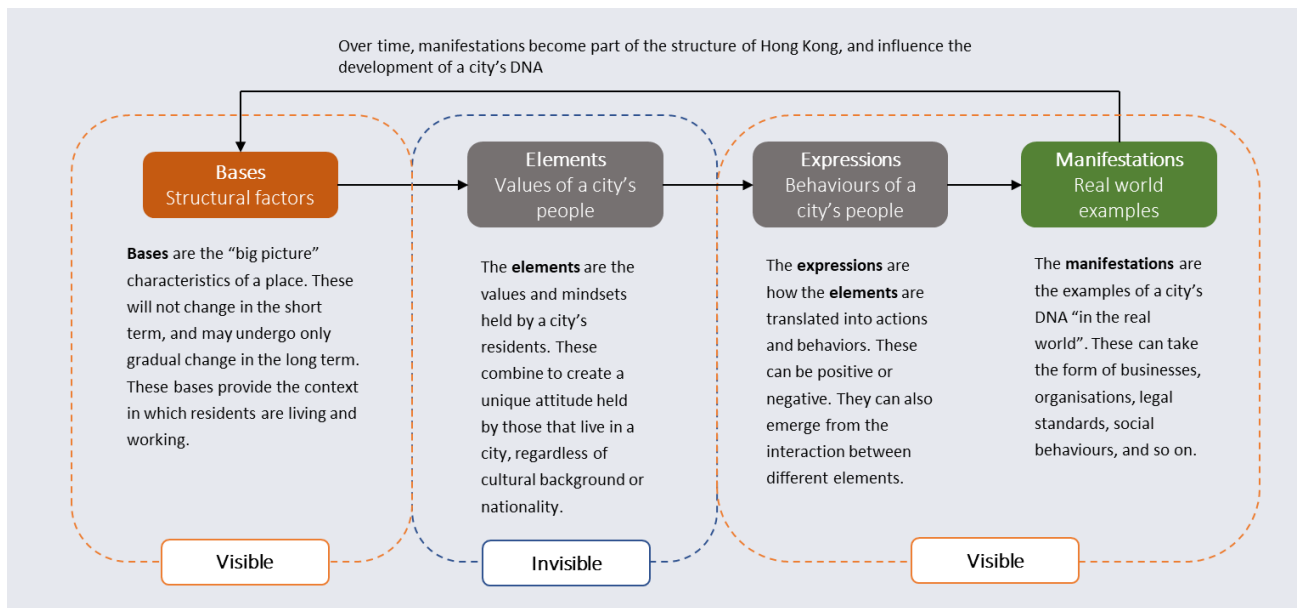 Over time, manifestations become part of the structure of Hong Kong, and influence the
development of a city’s DNA
Bases
Structural factors
Elements
Values of a city’s
people
Expressions
Behaviours of a
city’s people
Manifestations
Real world
examples
Bases are the “big picture”
characteristics of a place. These
will not change in the short
term, and may undergo only
gradual change in the long term.
These bases provide the context
in which residents are living and
working.
The elements are the
values and mindsets
held by a city’s
residents. These
combine to create a
unique attitude held
by those that live in a
city, regardless of
cultural background or
nationality.
The expressions are
how the elements are
translated into actions
and behaviors. These
can be positive or
negative. They can also
emerge from the
interaction between
different elements.
The manifestations are
the examples of a city’s
DNA “in the real
world”. These can take
the form of businesses,
organisations, legal
standards, social
behaviours, and so on.
Visible
Invisible
Visible